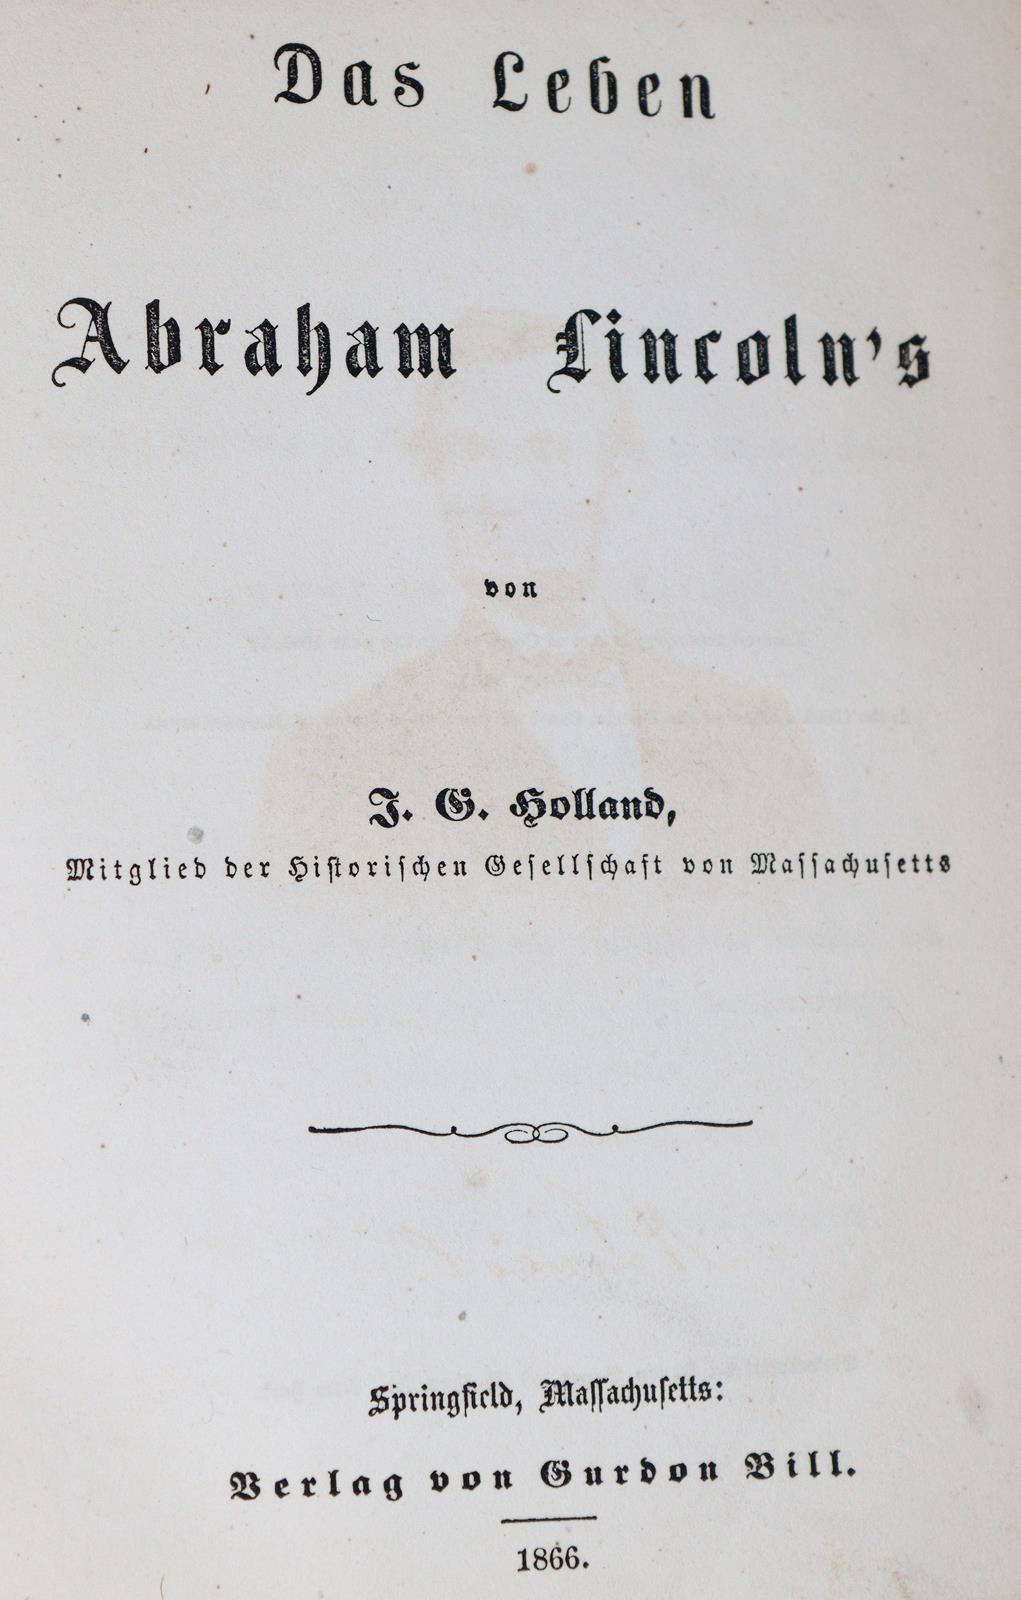 Das Leben
Abraham Lincoln's
von
J. G. Holland,
Mitglied der Hiſtoriſchen Geſellſchaft von Maſſachuſetts
Springfield, Maſſachuſetts:
Verlag von Gurdon Bill.
1866.